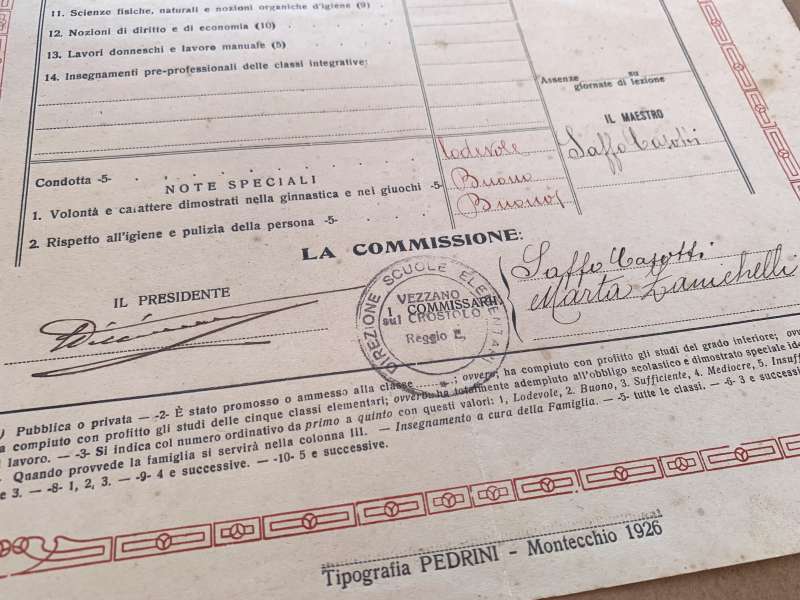 11. Scienze fisiche, naturali e nozioni organiche d'igiene (9)
12. Nozioni di diritto e di economia (10)
13. Lavori donneschi e lavoro manuale (5)
14. Insegnamenti pre-professionali delle classi integrative:
Assenze su
giornate di lezione
IL MAESTRO
Saffo Casotti
Condotta -5- Lodevole
NOTE SPECIALI
1. Volontà e carattere dimostrati nella ginnastica e nei giuochi -5- Buono
2. Rispetto all'igiene e pulizia della persona -5- Buono
LA COMMISSIONE:
IL PRESIDENTE
I COMMISSARI
Saffo Casotti
Marta Zanichelli
DIREZIONE SCUOLE ELEMENTARI
VEZZANO
sul CROSTOLO
Reggio E.
) Pubblica o privata — -2- È stato promosso o ammesso alla classe ........ ; ovvero, ha compiuto con profitto gli studi del grado inferiore; ovvero
a compiuto con profitto gli studi delle cinque classi elementari; ovvero, ha totalmente adempiuto all'obbligo scolastico e dimostrato speciale
l lavoro. — -3- Si indica col numero ordinativo da primo a quinto con questi valori: 1, Lodevole, 2. Buono, 3. Sufficiente, 4. Mediocre, 5.
Quando provvede la famiglia si servirà nella colonna III. — Insegnamento a cura della Famiglia. — -5- tutte le classi. — -6- 3 e
e 3. — -8- 1, 2, 3. — -9- 4 e successive. — -10- 5 e successive.
Tipografia PEDRINI - Montecchio 1926